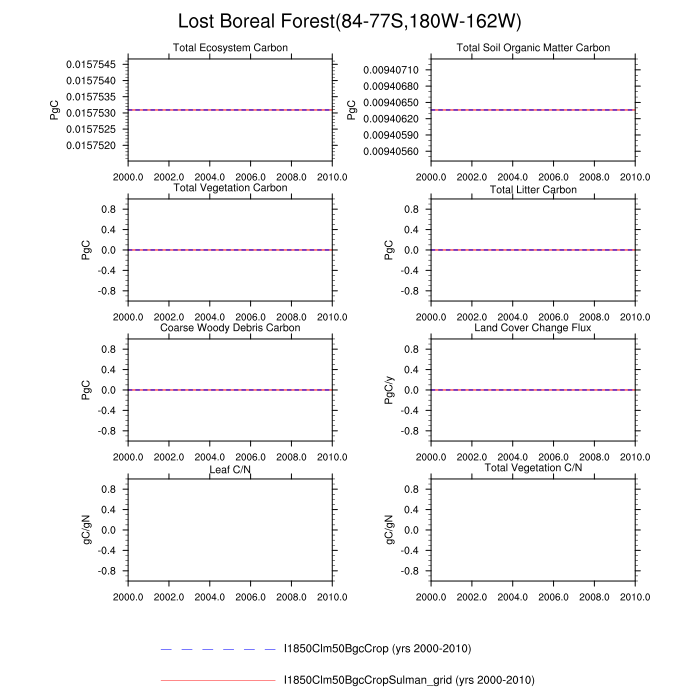 Lost Boreal Forest(84-77S,180W-162W)
Total Ecosystem Carbon
PgC
0.0157545
0.0157540
0.0157535
0.0157530
0.0157525
0.0157520
2000.0 2002.0 2004.0 2006.0 2008.0 2010.0
Total Soil Organic Matter Carbon
PgC
0.00940710
0.00940680
0.00940650
0.00940620
0.00940590
0.00940560
2000.0 2002.0 2004.0 2006.0 2008.0 2010.0
Total Vegetation Carbon
PgC
0.8
0.4
0.0
-0.4
-0.8
2000.0 2002.0 2004.0 2006.0 2008.0 2010.0
Total Litter Carbon
PgC
0.8
0.4
0.0
-0.4
-0.8
2000.0 2002.0 2004.0 2006.0 2008.0 2010.0
Coarse Woody Debris Carbon
PgC
0.8
0.4
0.0
-0.4
-0.8
2000.0 2002.0 2004.0 2006.0 2008.0 2010.0
Land Cover Change Flux
PgC/y
0.8
0.4
0.0
-0.4
-0.8
2000.0 2002.0 2004.0 2006.0 2008.0 2010.0
Leaf C/N
gC/gN
0.8
0.4
0.0
-0.4
-0.8
2000.0 2002.0 2004.0 2006.0 2008.0 2010.0
Total Vegetation C/N
gC/gN
0.8
0.4
0.0
-0.4
-0.8
2000.0 2002.0 2004.0 2006.0 2008.0 2010.0
I1850Clm50BgcCrop (yrs 2000-2010)
I1850Clm50BgcCropSulman_grid (yrs 2000-2010)